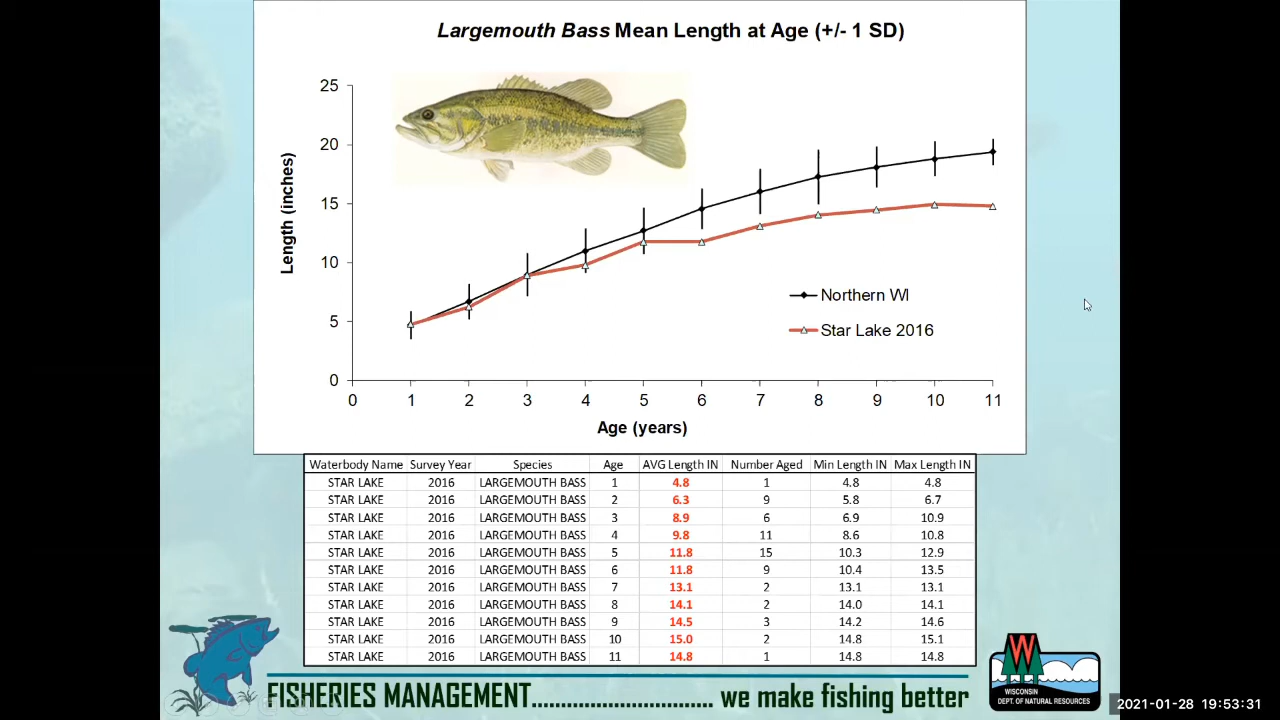 Largemouth Bass Mean Length at Age (+/- 1 SD)
25
20
15
10
5
0
Length (inches)
0 1 2 3 4 5 6 7 8 9 10 11
Age (years)
Northern WI
Star Lake 2016
Waterbody Name Survey Year Species Age AVG Length IN Number Aged Min Length IN Max Length IN
STAR LAKE 2016 LARGEMOUTH BASS 1 4.8 1 4.8 4.8
STAR LAKE 2016 LARGEMOUTH BASS 2 6.3 9 5.8 6.7
STAR LAKE 2016 LARGEMOUTH BASS 3 8.9 6 6.9 10.9
STAR LAKE 2016 LARGEMOUTH BASS 4 9.8 11 8.6 10.8
STAR LAKE 2016 LARGEMOUTH BASS 5 11.8 15 10.3 12.9
STAR LAKE 2016 LARGEMOUTH BASS 6 11.8 9 10.4 13.5
STAR LAKE 2016 LARGEMOUTH BASS 7 13.1 2 13.1 13.1
STAR LAKE 2016 LARGEMOUTH BASS 8 14.1 2 14.0 14.1
STAR LAKE 2016 LARGEMOUTH BASS 9 14.5 3 14.2 14.6
STAR LAKE 2016 LARGEMOUTH BASS 10 15.0 2 14.8 15.1
STAR LAKE 2016 LARGEMOUTH BASS 11 14.8 1 14.8 14.8
FISHERIES MANAGEMENT.............................. we make fishing better
W
WISCONSIN
DEPT. OF NATURAL RESOURCES
2021-01-28 19:53:31